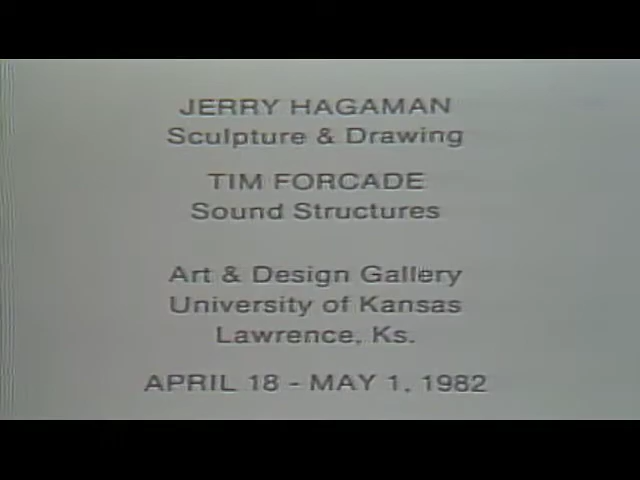 JERRY HAGAMAN
Sculpture & Drawing
TIM FORCADE
Sound Structures
Art & Design Gallery
University of Kansas
Lawrence, Ks.
APRIL 18 - MAY 1, 1982